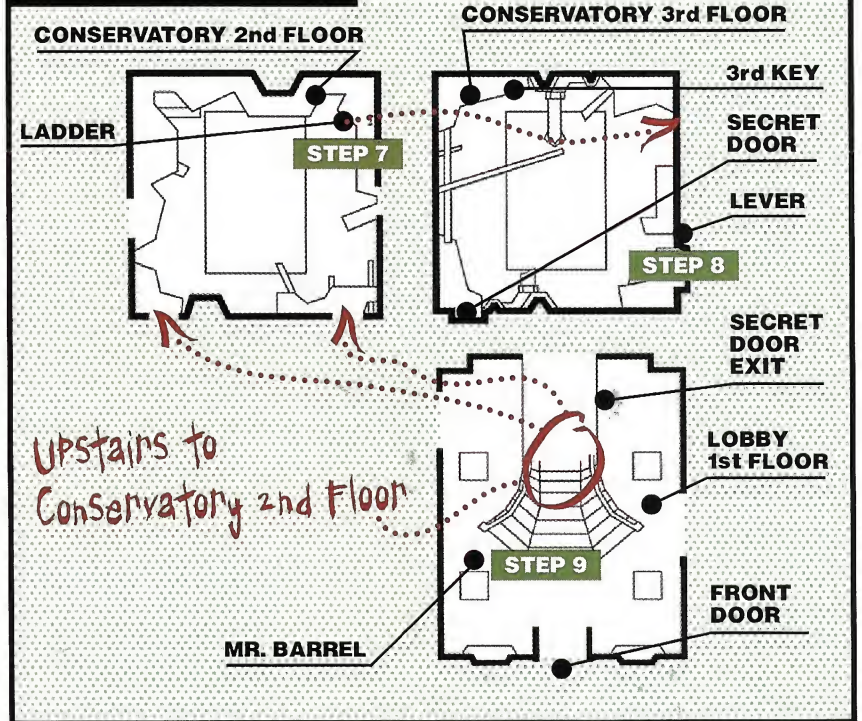 CONSERVATORY 2nd FLOOR
CONSERVATORY 3rd FLOOR
3rd KEY
LADDER
STEP 7
SECRET
DOOR
LEVER
STEP 8
SECRET
DOOR
EXIT
LOBBY
1st FLOOR
UPstairs to
Conservatory 2nd Floor
STEP 9
MR. BARREL
FRONT
DOOR